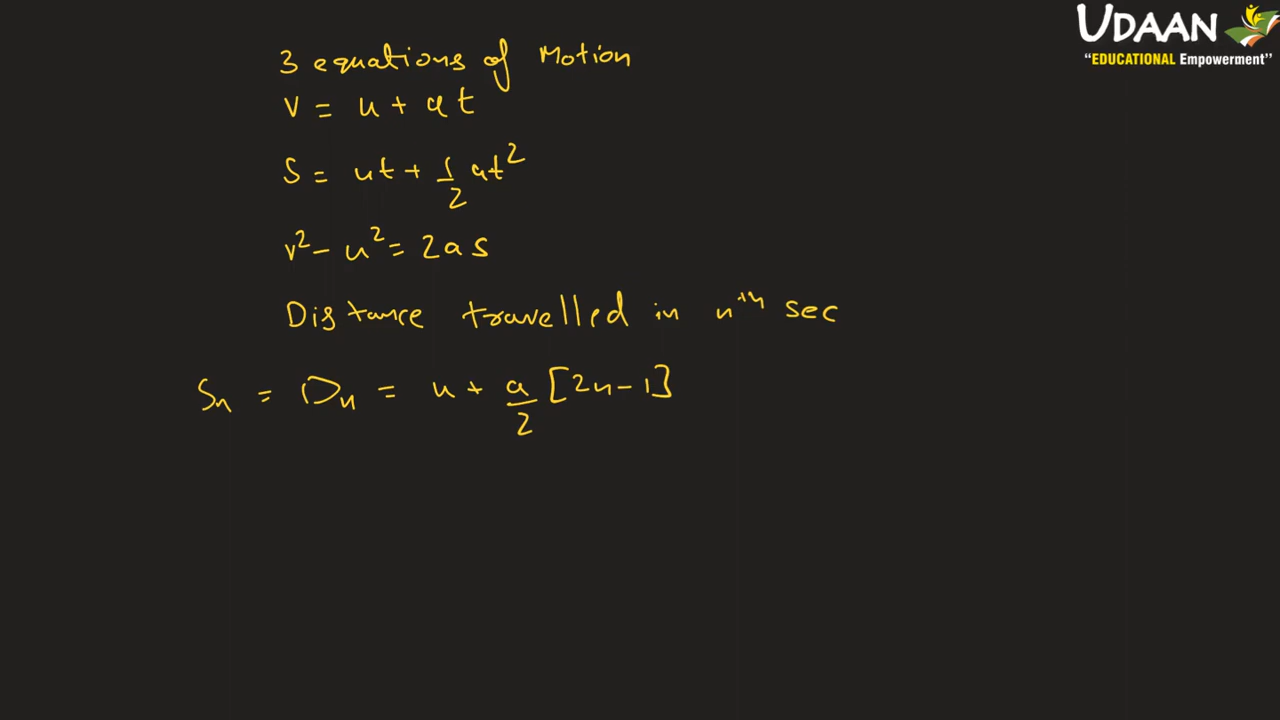 UDAAN
"EDUCATIONAL Empowerment"
3 equations of Motion
v = u + at
S = ut + 1/2 at²
v² - u² = 2as
Distance travelled in nth sec
Sn = Dn = u + a/2 [2n-1]